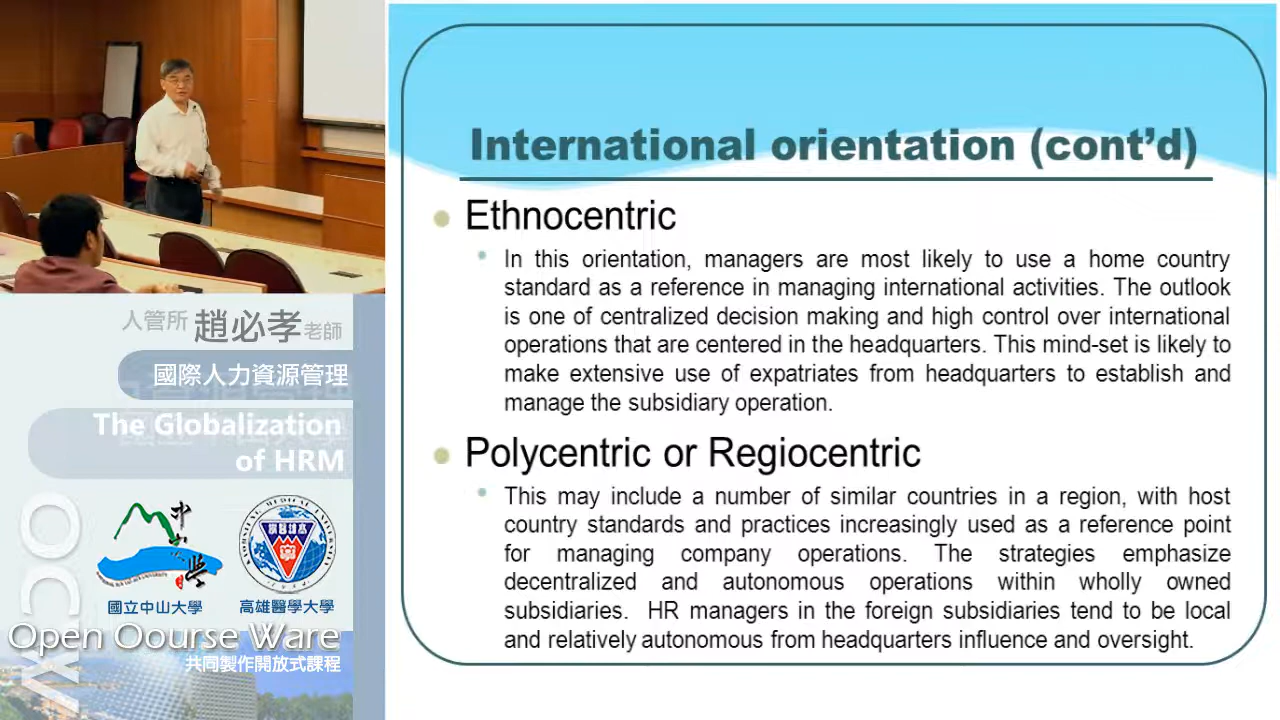 International orientation (cont’d)
Ethnocentric
In this orientation, managers are most likely to use a home country
standard as a reference in managing international activities. The outlook
is one of centralized decision making and high control over international
operations that are centered in the headquarters. This mind-set is likely to
make extensive use of expatriates from headquarters to establish and
manage the subsidiary operation.
Polycentric or Regiocentric
This may include a number of similar countries in a region, with host
country standards and practices increasingly used as a reference point
for managing company operations. The strategies emphasize
decentralized and autonomous operations within wholly owned
subsidiaries. HR managers in the foreign subsidiaries tend to be local
and relatively autonomous from headquarters influence and oversight.
人管所 趙必孝老師
國際人力資源管理
The Globalization
of HRM
國立中山大學
高雄醫學大學
Open Oourse Ware
共同製作開放式課程
OCW